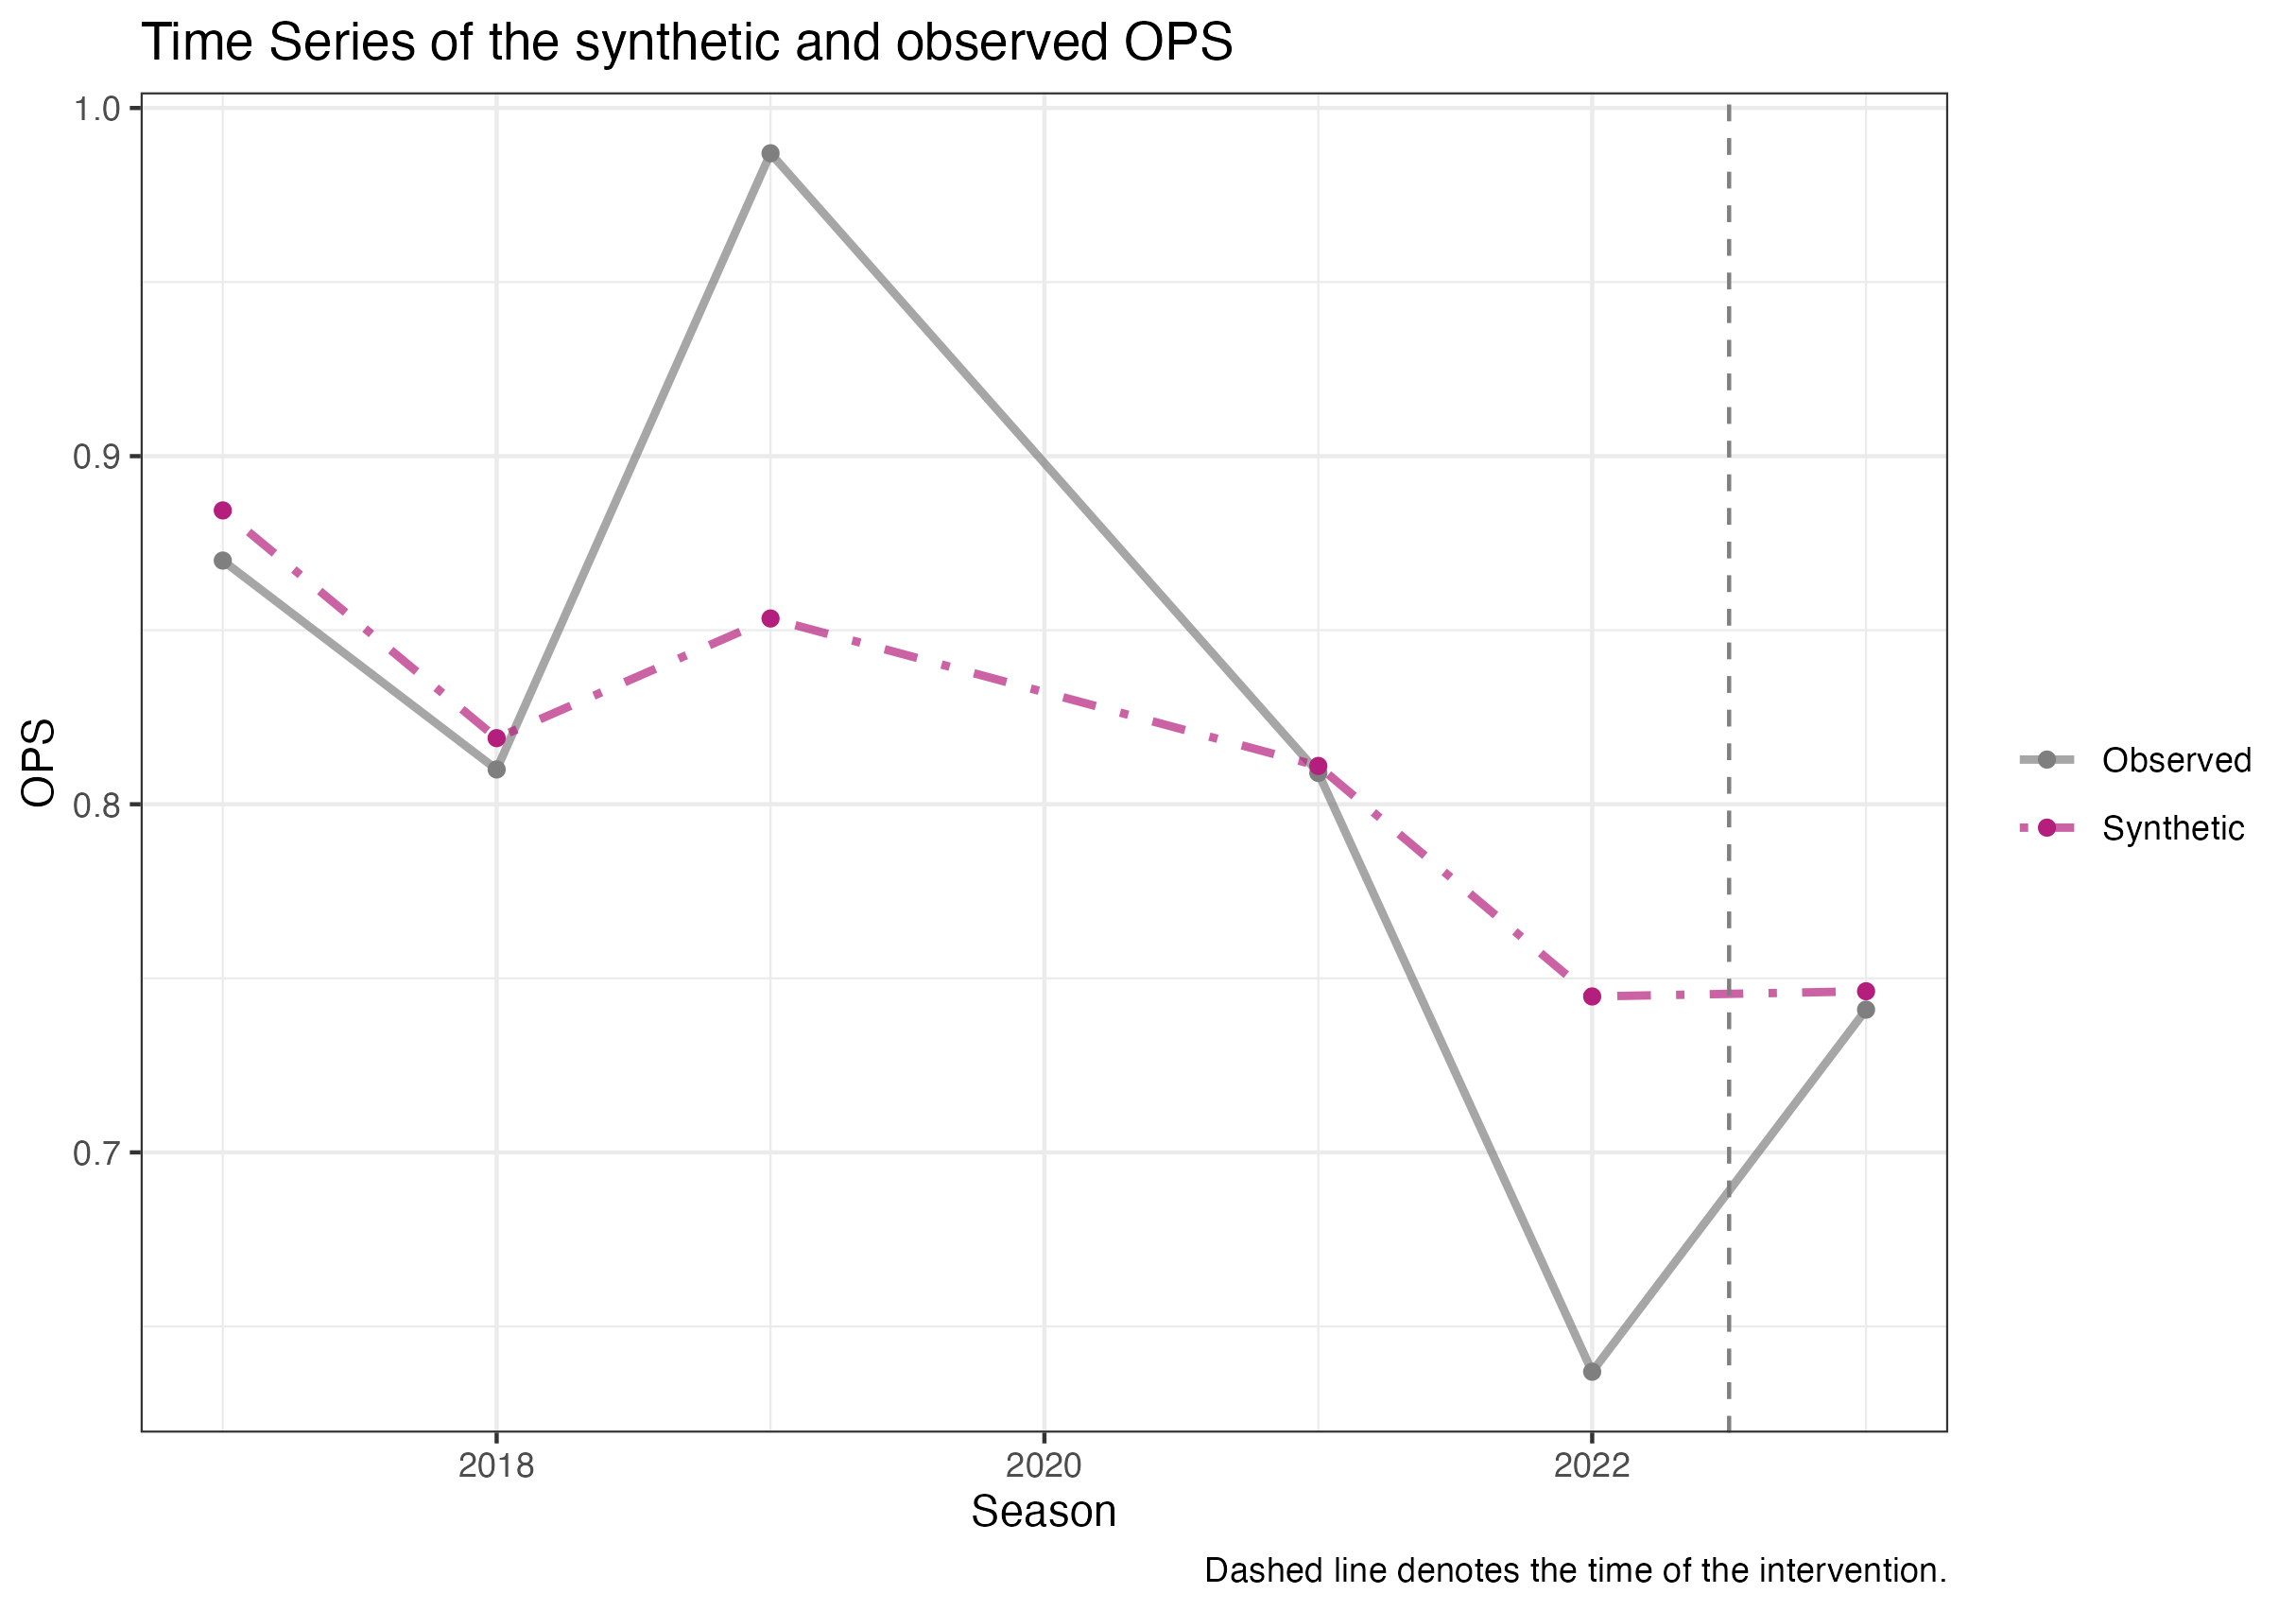 Time Series of the synthetic and observed OPS
1.0
0.9
0.8
0.7
OPS
2018
2020
2022
Season
Observed
Synthetic
Dashed line denotes the time of the intervention.